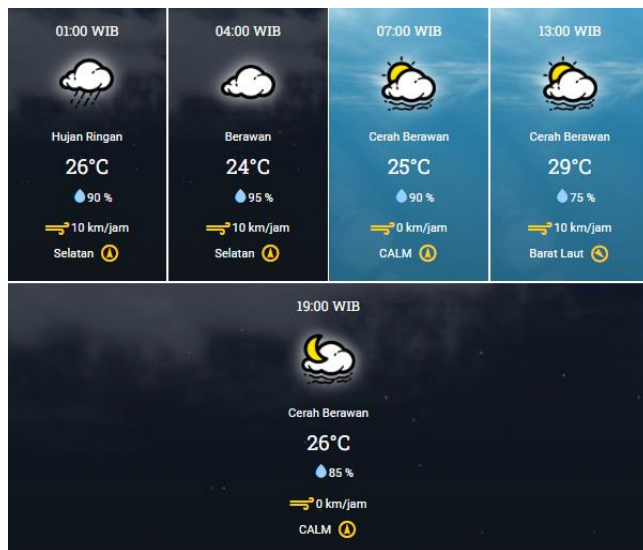 01:00 WIB
Hujan Ringan
26°C
90 %
10 km/jam
Selatan
04:00 WIB
Berawan
24°C
95 %
10 km/jam
Selatan
07:00 WIB
Cerah Berawan
25°C
90 %
0 km/jam
CALM
13:00 WIB
Cerah Berawan
29°C
75 %
10 km/jam
Barat Laut
19:00 WIB
Cerah Berawan
26°C
85 %
0 km/jam
CALM